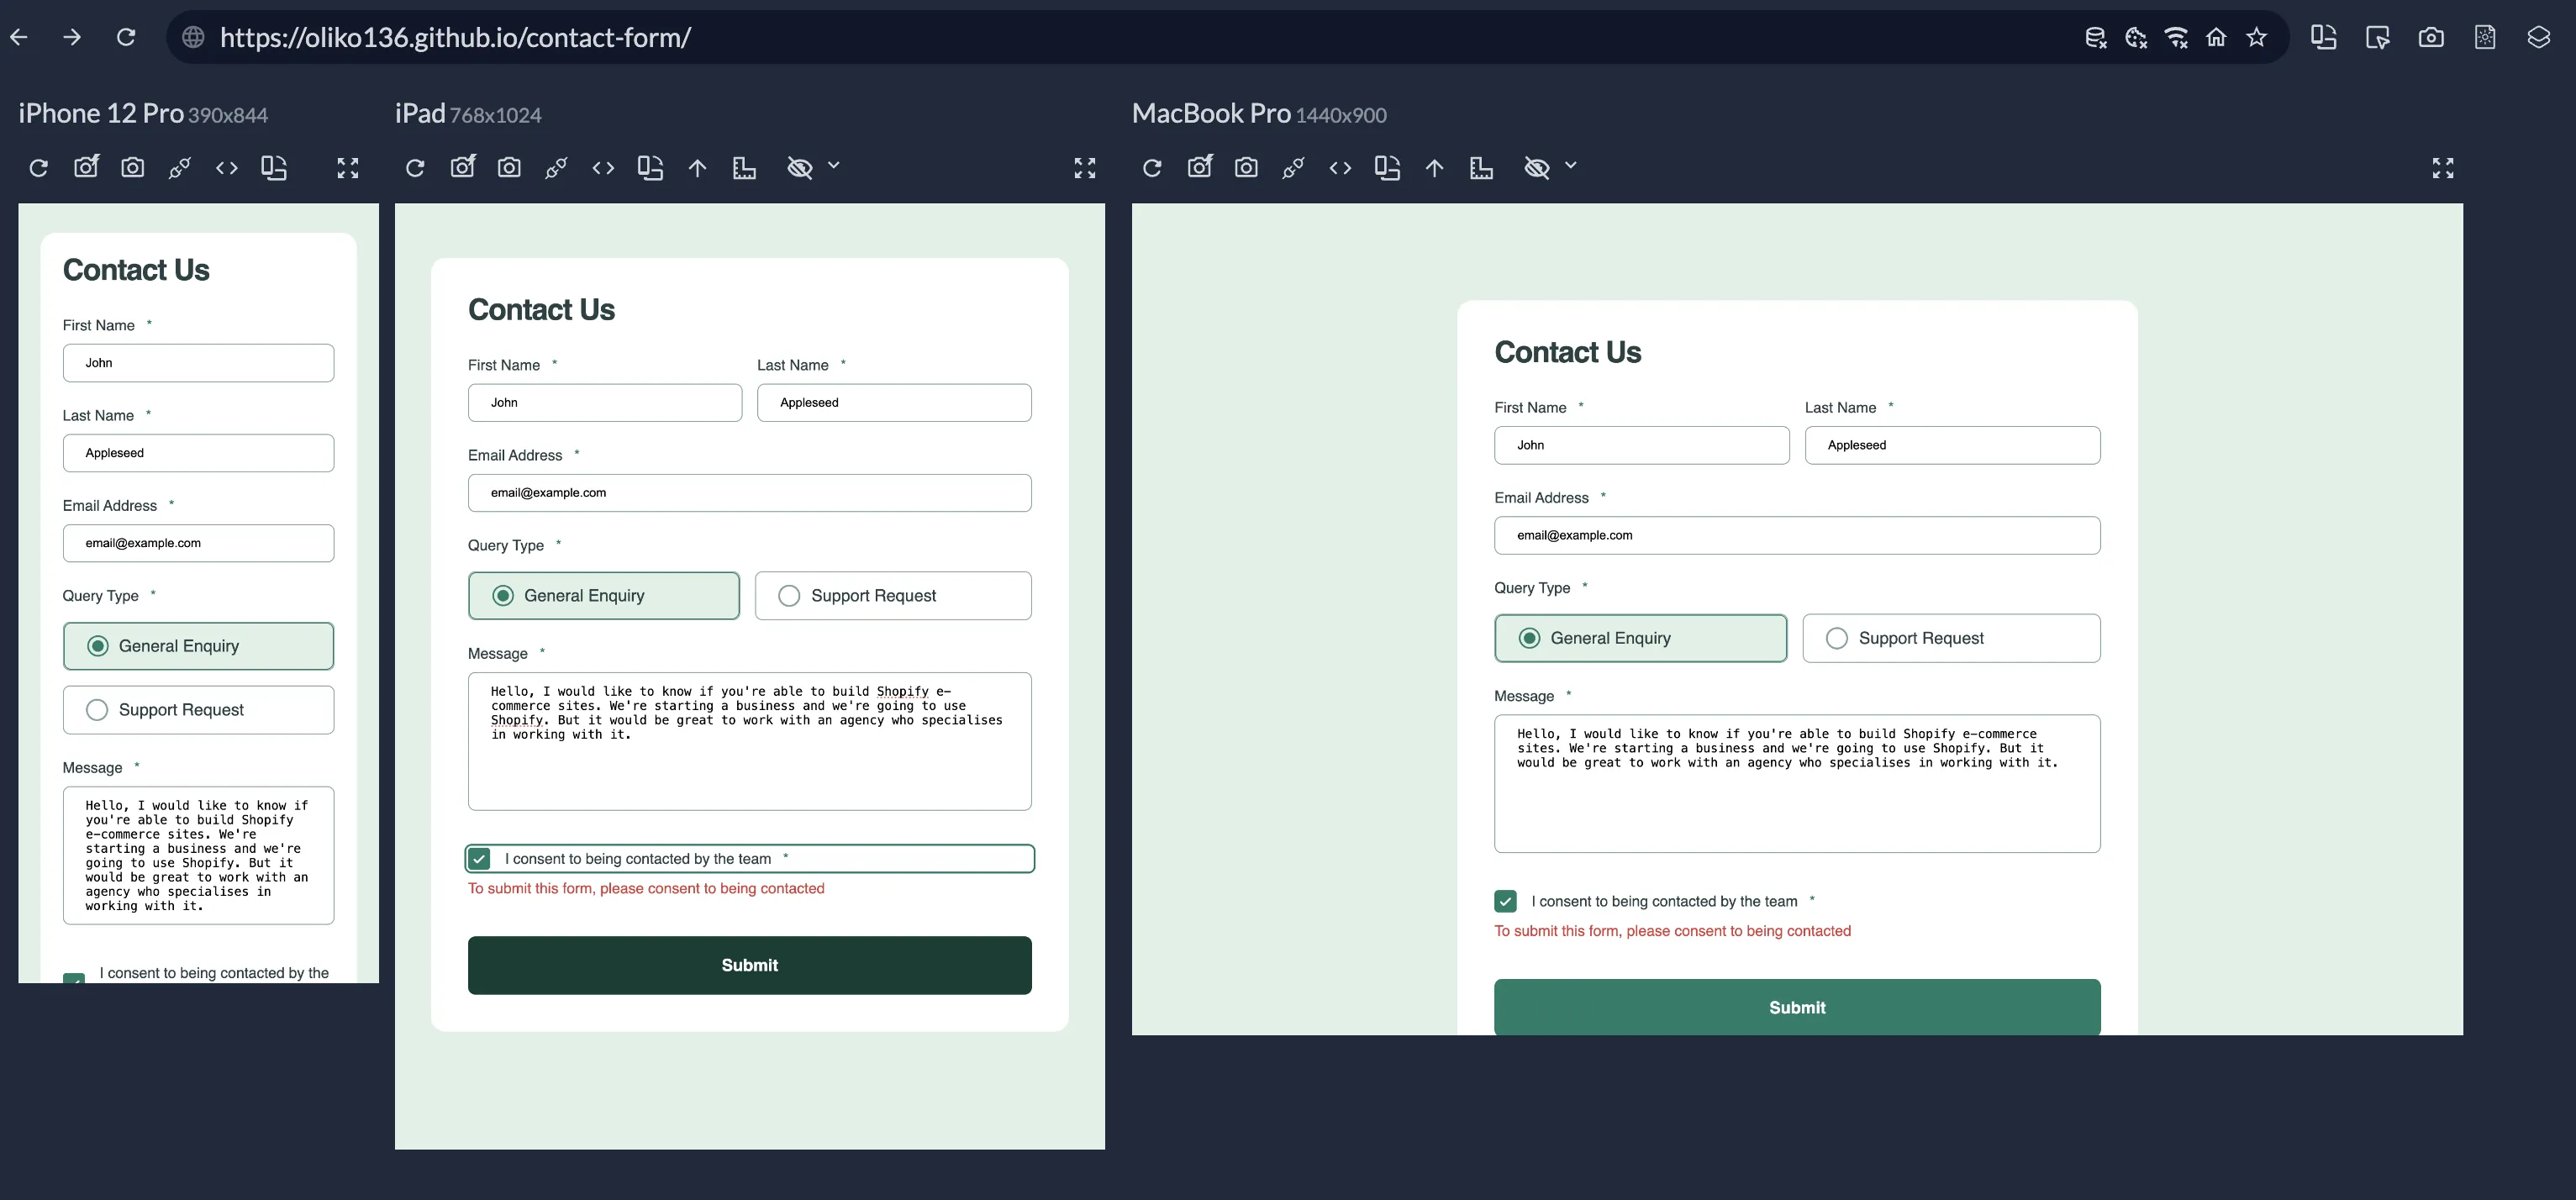 https://oliko136.github.io/contact-form/
iPhone 12 Pro 390x844
Contact Us
First Name *
John
Last Name *
Appleseed
Email Address *
email@example.com
Query Type *
General Enquiry
Support Request
Message *
Hello, I would like to know if
you're able to build Shopify
e-commerce sites. We're
starting a business and we're
going to use Shopify. But it
would be great to work with an
agency who specialises in
working with it.
I consent to being contacted by the
iPad 768x1024
Contact Us
First Name * Last Name *
John Appleseed
Email Address *
email@example.com
Query Type *
General Enquiry Support Request
Message *
Hello, I would like to know if you're able to build Shopify e-
commerce sites. We're starting a business and we're going to use
Shopify. But it would be great to work with an agency who specialises
in working with it.
I consent to being contacted by the team *
To submit this form, please consent to being contacted
Submit
MacBook Pro 1440x900
Contact Us
First Name * Last Name *
John Appleseed
Email Address *
email@example.com
Query Type *
General Enquiry Support Request
Message *
Hello, I would like to know if you're able to build Shopify e-commerce
sites. We're starting a business and we're going to use Shopify. But it
would be great to work with an agency who specialises in working with it.
I consent to being contacted by the team *
To submit this form, please consent to being contacted
Submit